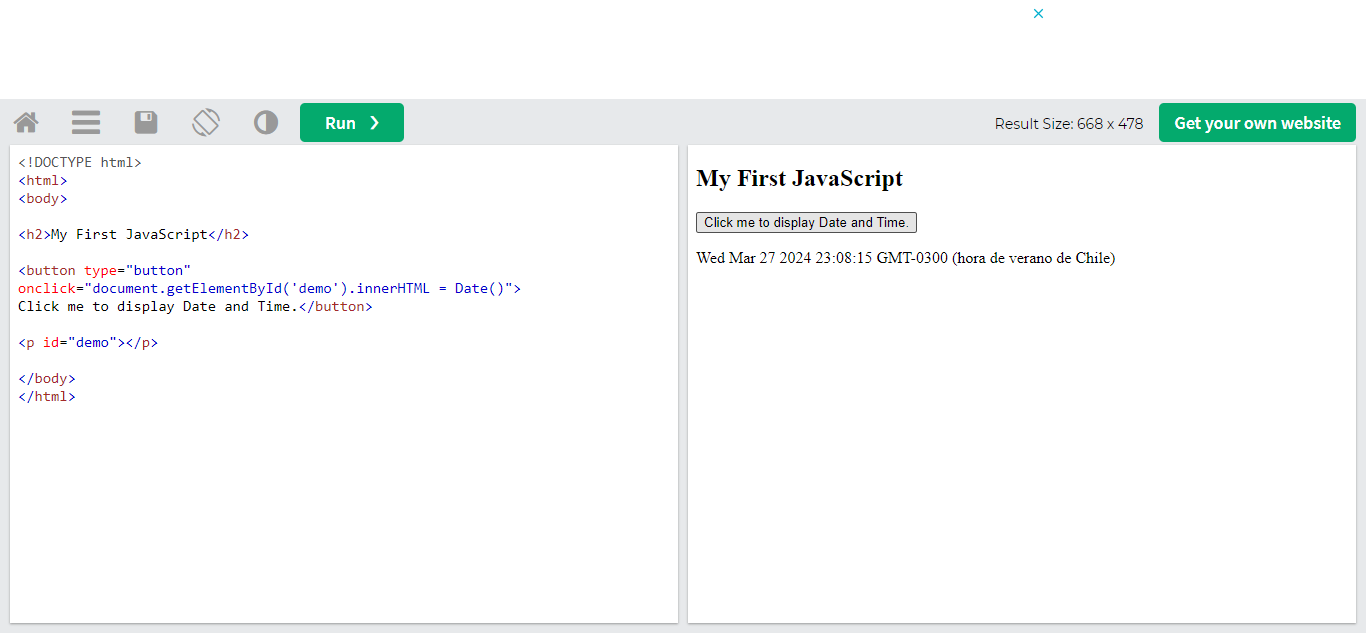 Run ❯
Result Size: 668 x 478
Get your own website
<!DOCTYPE html>
<html>
<body>
<h2>My First JavaScript</h2>
<button type="button"
onclick="document.getElementById('demo').innerHTML = Date()">
Click me to display Date and Time.</button>
<p id="demo"></p>
</body>
</html>
My First JavaScript
Click me to display Date and Time.
Wed Mar 27 2024 23:08:15 GMT-0300 (hora de verano de Chile)